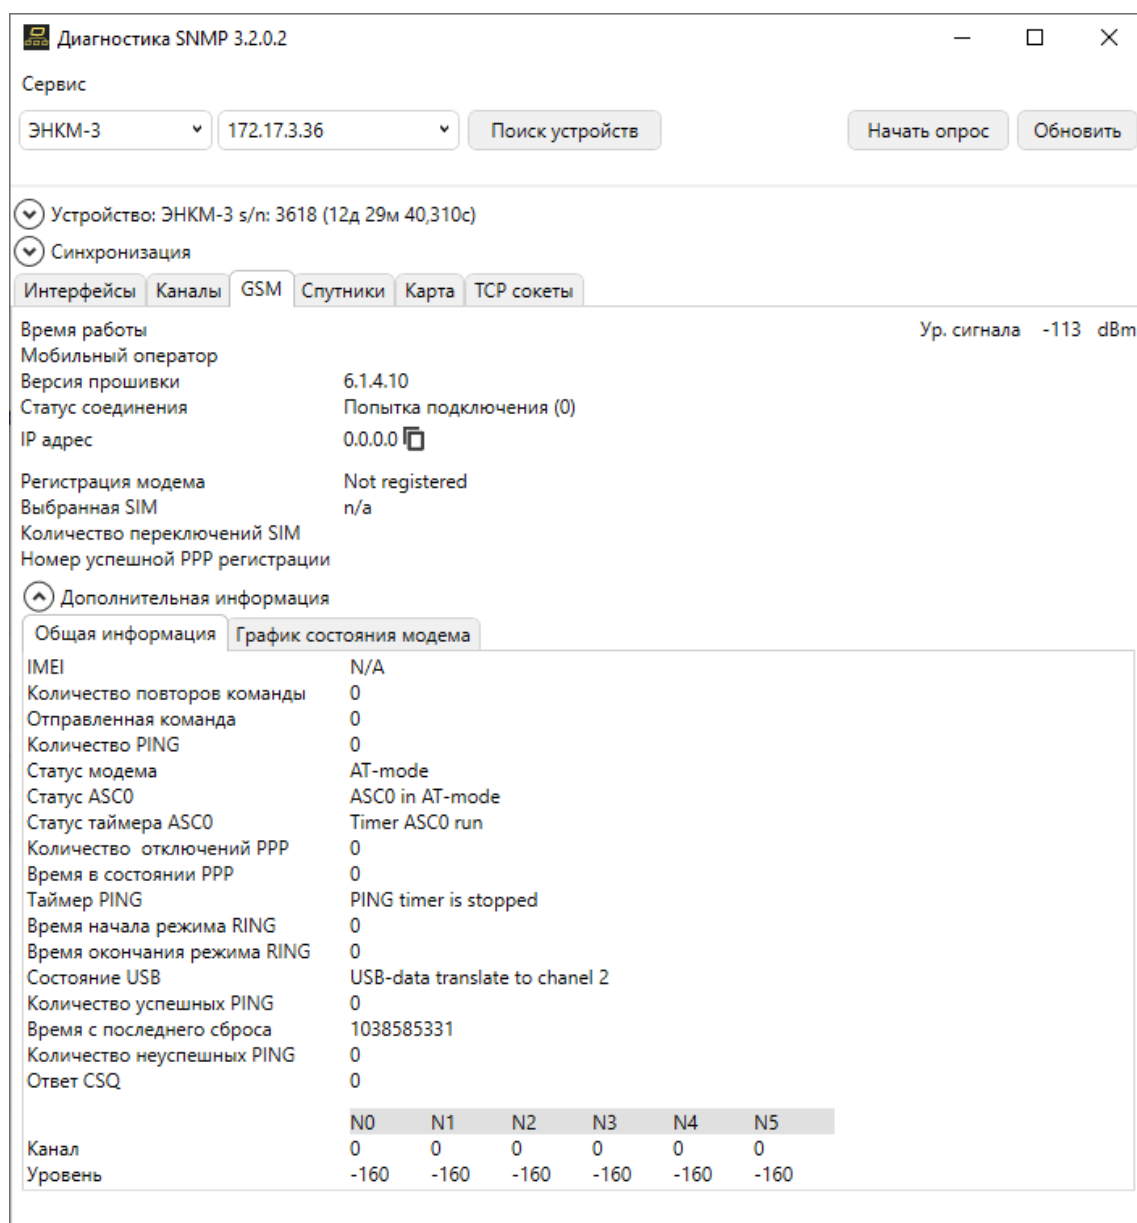 Диагностика SNMP 3.2.0.2
Сервис
ЭНКМ-3 172.17.3.36 Поиск устройств Начать опрос Обновить
Устройство: ЭНКМ-3 s/n: 3618 (12д 29м 40,310с)
Синхронизация
Интерфейсы Каналы GSM Спутники Карта TCP сокеты
Время работы Ур. сигнала -113 dBm
Мобильный оператор
Версия прошивки 6.1.4.10
Статус соединения Попытка подключения (0)
IP адрес 0.0.0.0
Регистрация модема Not registered
Выбранная SIM n/a
Количество переключений SIM
Номер успешной PPP регистрации
Дополнительная информация
Общая информация График состояния модема
IMEI N/A
Количество повторов команды 0
Отправленная команда 0
Количество PING 0
Статус модема AT-mode
Статус ASC0 ASC0 in AT-mode
Статус таймера ASC0 Timer ASC0 run
Количество отключений PPP 0
Время в состоянии PPP 0
Таймер PING PING timer is stopped
Время начала режима RING 0
Время окончания режима RING 0
Состояние USB USB-data translate to chanel 2
Количество успешных PING 0
Время с последнего сброса 1038585331
Количество неуспешных PING 0
Ответ CSQ 0
N0 N1 N2 N3 N4 N5
Канал 0 0 0 0 0 0
Уровень -160 -160 -160 -160 -160 -160